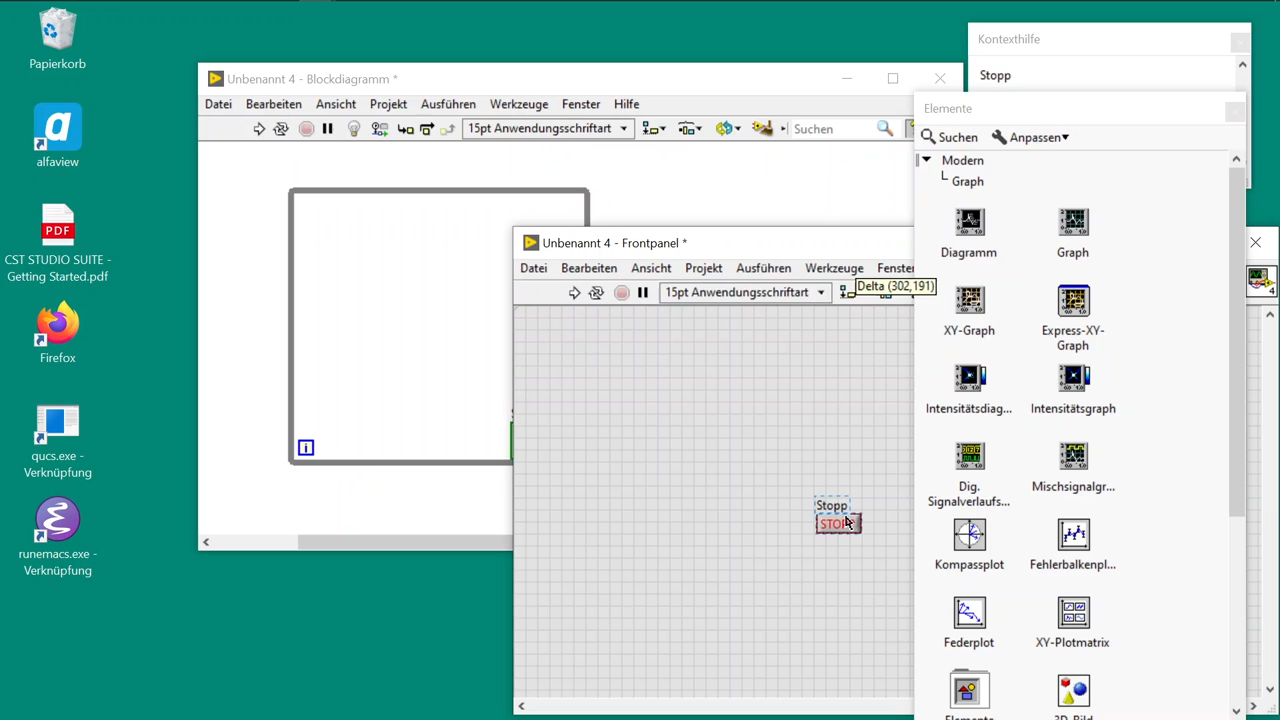 Papierkorb
alfaview
PDF
CST STUDIO SUITE -
Getting Started.pdf
Firefox
qucs.exe -
Verknüpfung
runemacs.exe -
Verknüpfung
Unbenannt 4 - Blockdiagramm *
Datei Bearbeiten Ansicht Projekt Ausführen Werkzeuge Fenster Hilfe
15pt Anwendungsschriftart Suchen
i
Unbenannt 4 - Frontpanel *
Datei Bearbeiten Ansicht Projekt Ausführen Werkzeuge Fenster
15pt Anwendungsschriftart
Delta (302,191)
4
Stopp
Kontexthilfe
Stopp
Elemente
Suchen Anpassen
Modern
Graph
Diagramm Graph
XY-Graph Express-XY-
Graph
Intensitätsdiag... Intensitätsgraph
Dig. Mischsignalgr...
Signalverlaufs...
Kompassplot Fehlerbalkenpl...
Federplot XY-Plotmatrix